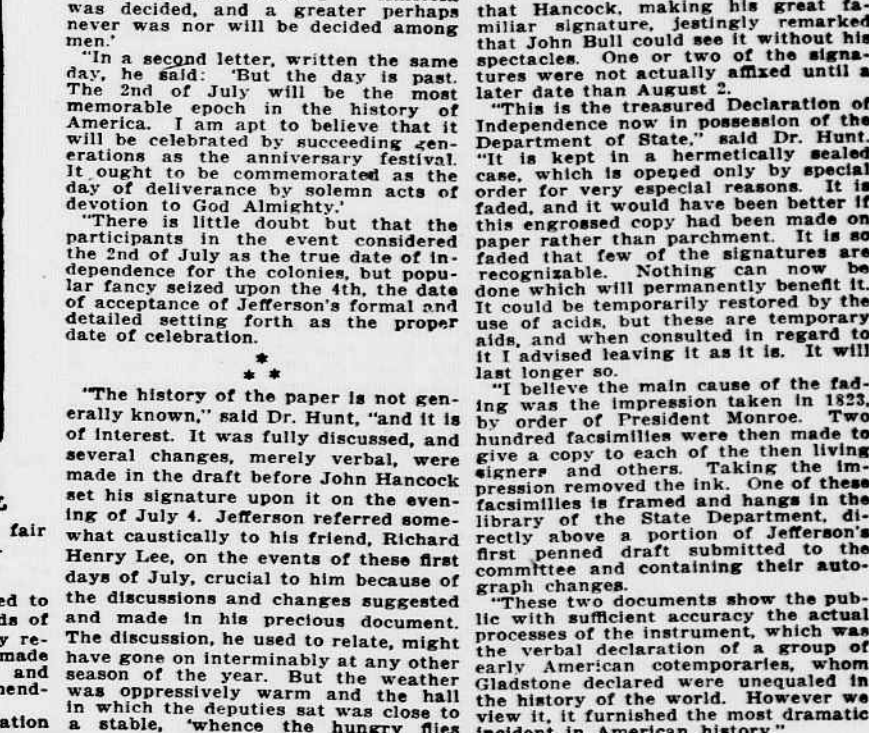 was decided, and a greater perhaps
never was nor will be decided among
men.'
"In a second letter, written the same
day, he said: 'But the day is past.
The 2nd of July will be the most
memorable epoch in the history of
America. I am apt to believe that it
will be celebrated by succeeding gen-
erations as the anniversary festival.
It ought to be commemorated as the
day of deliverance by solemn acts of
devotion to God Almighty.'
"There is little doubt but that the
participants in the event considered
the 2nd of July as the true date of in-
dependence for the colonies, but popu-
lar fancy seized upon the 4th, the date
of acceptance of Jefferson's formal and
detailed setting forth as the proper
date of celebration.
*
* *
"The history of the paper is not gen-
erally known," said Dr. Hunt, "and it is
of interest. It was fully discussed, and
several changes, merely verbal, were
made in the draft before John Hancock
set his signature upon it on the even-
ing of July 4. Jefferson referred some-
what caustically to his friend, Richard
Henry Lee, on the events of these first
days of July, crucial to him because of
the discussions and changes suggested
and made in his precious document.
The discussion, he used to relate, might
have gone on interminably at any other
season of the year. But the weather
was oppressively warm and the hall
in which the deputies sat was close to
a stable, 'whence the hungry flies
that Hancock, making his great fa-
miliar signature, jestingly remarked
that John Bull could see it without his
spectacles. One or two of the signa-
tures were not actually affixed until a
later date than August 2.
"This is the treasured Declaration of
Independence now in possession of the
Department of State," said Dr. Hunt.
"It is kept in a hermetically sealed
case, which is opened only by special
order for very especial reasons. It is
faded, and it would have been better if
this engrossed copy had been made on
paper rather than parchment. It is so
faded that few of the signatures are
recognizable. Nothing can now be
done which will permanently benefit it.
It could be temporarily restored by the
use of acids, but these are temporary
aids, and when consulted in regard to
it I advised leaving it as it is. It will
last longer so.
"I believe the main cause of the fad-
ing was the impression taken in 1823,
by order of President Monroe. Two
hundred facsimilies were then made to
give a copy to each of the then living
signers and others. Taking the im-
pression removed the ink. One of these
facsimilies is framed and hangs in the
library of the State Department, di-
rectly above a portion of Jefferson's
first penned draft submitted to the
committee and containing their auto-
graph changes.
"These two documents show the pub-
lic with sufficient accuracy the actual
processes of the instrument, which was
the verbal declaration of a group of
early American cotemporaries, whom
Gladstone declared were unequaled in
the history of the world. However we
view it, it furnished the most dramatic
incident in American history."
fair
ed to
ds of
y re-
made
and
nend-
ation